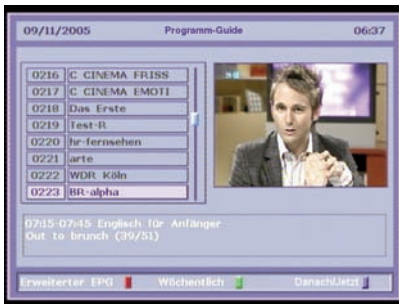 09/11/2005 Programm-Guide 06:37
0216 C CINEMA FRISS
0217 C CINEMA EMOTI
0218 Das Erste
0219 Test-R
0220 hr-fernsehen
0221 arte
0222 WDR Köln
0223 BR-alpha
07:15-07:45 Englisch für Anfänger
Out to brunch (39/51)
Erweiterter EPG Wöchentlich Danach/Jetzt